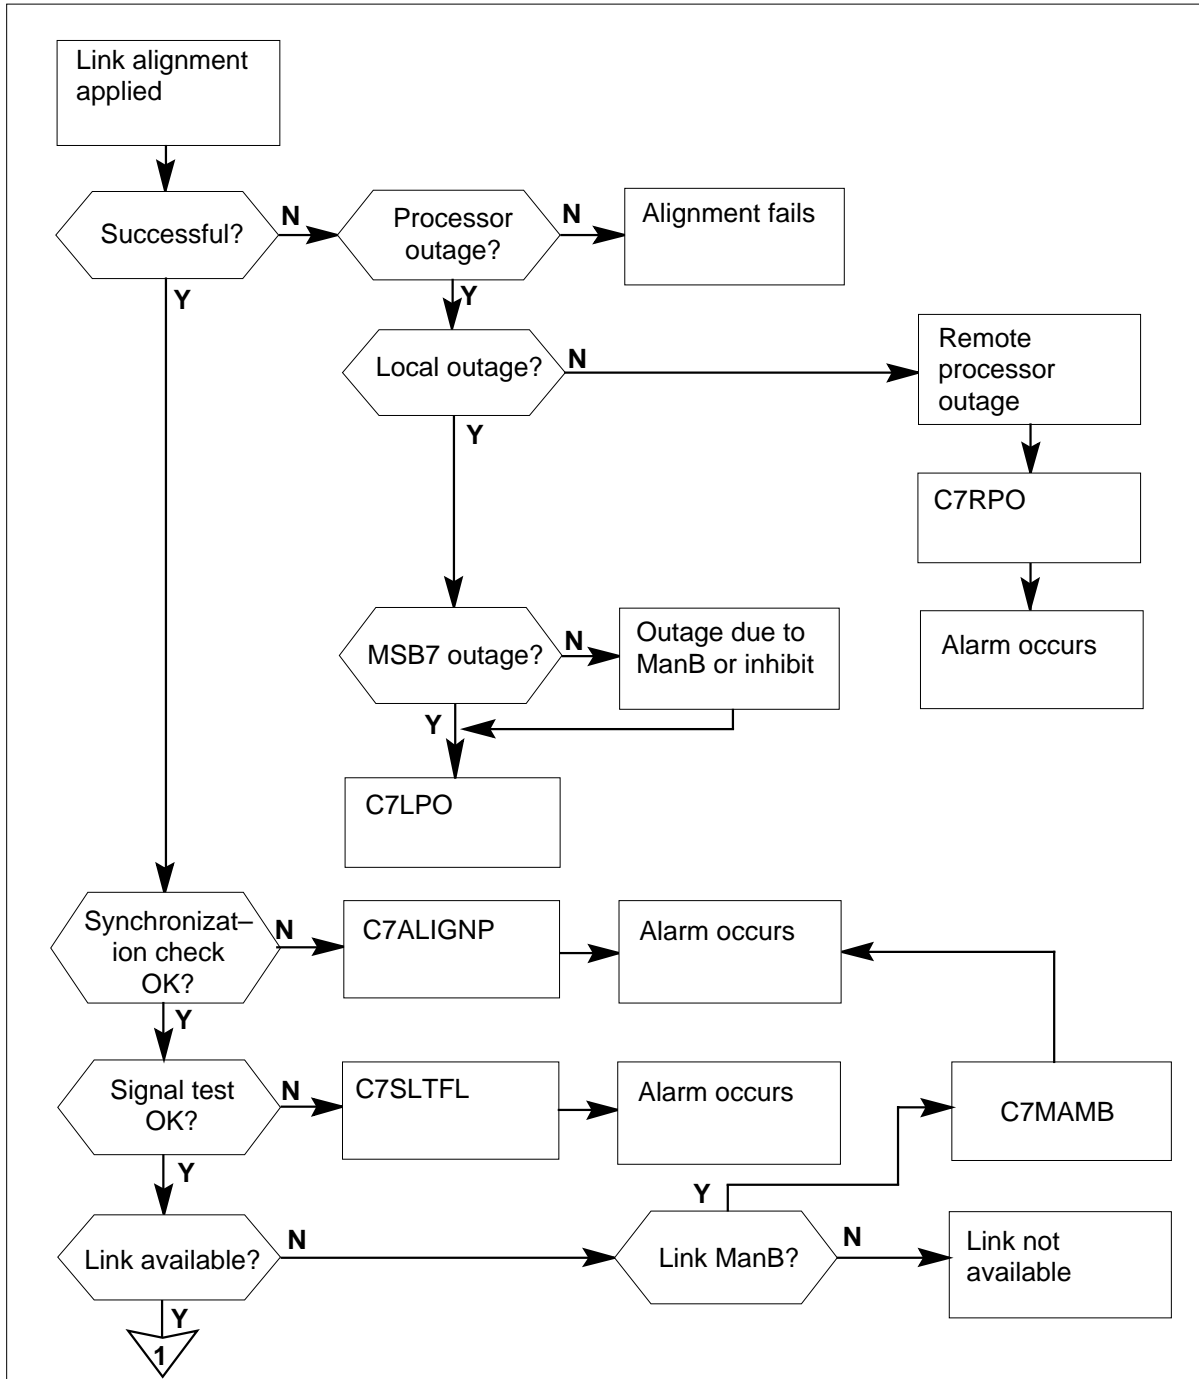 Link alignment
applied
Successful?
N
Processor
outage?
N
Alignment fails
Y
Y
Local outage?
N
Remote
processor
outage
Y
C7RPO
Alarm occurs
MSB7 outage?
N
Outage due to
ManB or inhibit
Y
C7LPO
Synchronizat–
ion check
OK?
N
C7ALIGNP
Alarm occurs
Y
Signal test
OK?
N
C7SLTFL
Alarm occurs
C7MAMB
Y
Y
Link available?
N
Link ManB?
N
Link not
available
Y
1